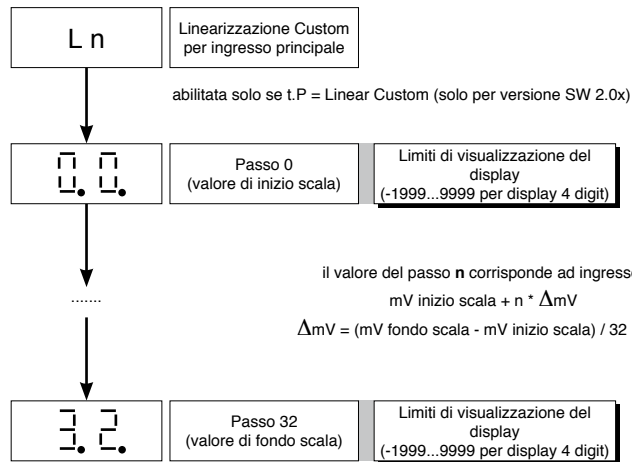 L n
Linearizzazione Custom
per ingresso principale
abilitata solo se t.P = Linear Custom (solo per versione SW 2.0x)
0.0.
Passo 0
(valore di inizio scala)
Limiti di visualizzazione del
display
(-1999...9999 per display 4 digit)
il valore del passo n corrisponde ad ingresso
mV inizio scala + n * ΔmV
.......
ΔmV = (mV fondo scala - mV inizio scala) / 32
3.2.
Passo 32
(valore di fondo scala)
Limiti di visualizzazione del
display
(-1999...9999 per display 4 digit)